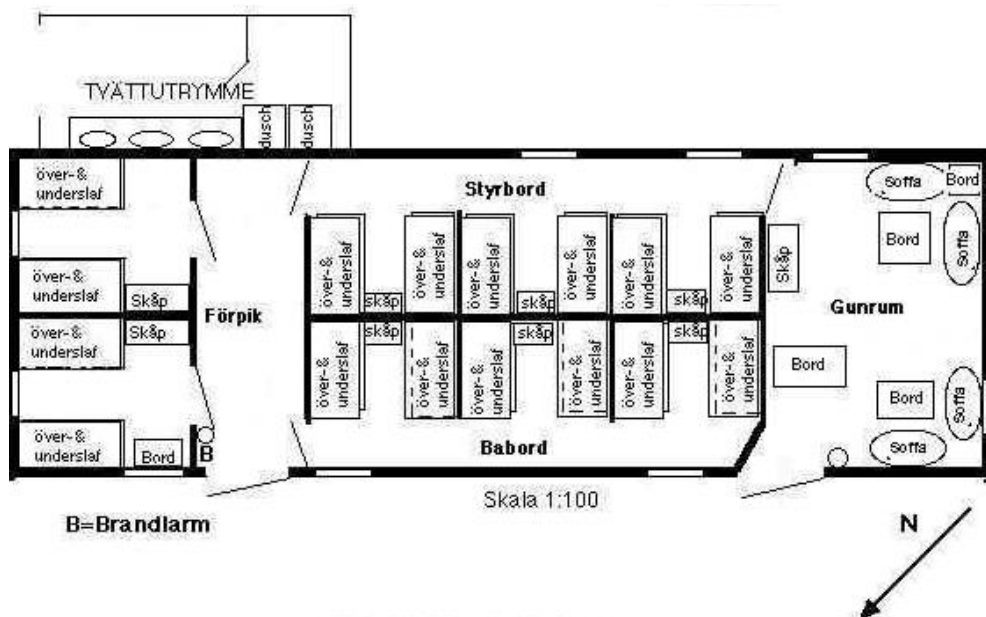 TVÄTTUTRYMME
dusch
dusch
över-&
underslaf
Styrbord
Soffa
Bord
över-&
underslaf
Skåp
över-&
underslaf
skåp
över-&
underslaf
över-&
underslaf
skåp
över-&
underslaf
över-&
underslaf
skåp
över-&
underslaf
Skåp
Bord
Soffa
Förpik
Gunrum
över-&
underslaf
Skåp
över-&
underslaf
skåp
över-&
underslaf
över-&
underslaf
skåp
över-&
underslaf
över-&
underslaf
skåp
över-&
underslaf
Bord
Bord
Soffa
över-&
underslaf
Bord
B
Babord
Soffa
Skala 1:100
B=Brandlarm
N